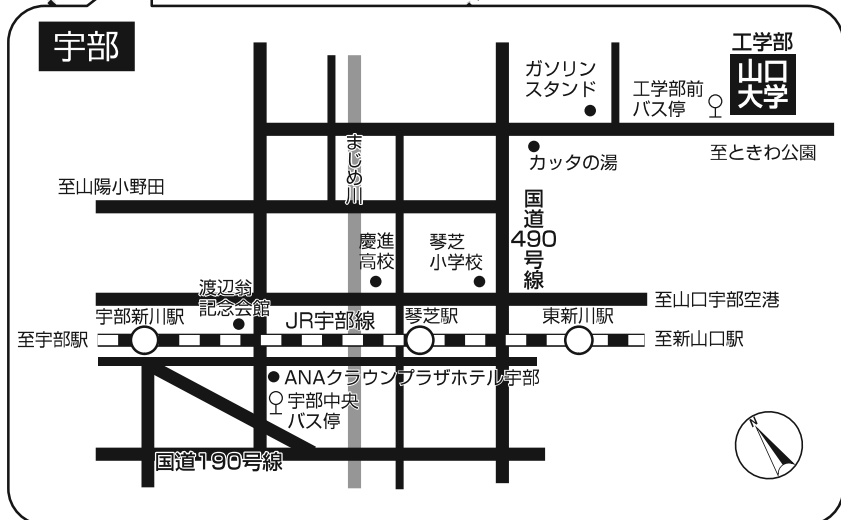 宇部
工学部
山口
大学
ガソリン
スタンド
工学部前
バス停
まじめ川
カッタの湯
至ときわ公園
至山陽小野田
国道490号線
慶進
高校
琴芝
小学校
渡辺翁
記念会館
至山口宇部空港
宇部新川駅
JR宇部線
琴芝駅
東新川駅
至宇部駅
至新山口駅
ANAクラウンプラザホテル宇部
宇部中央
バス停
国道190号線
N